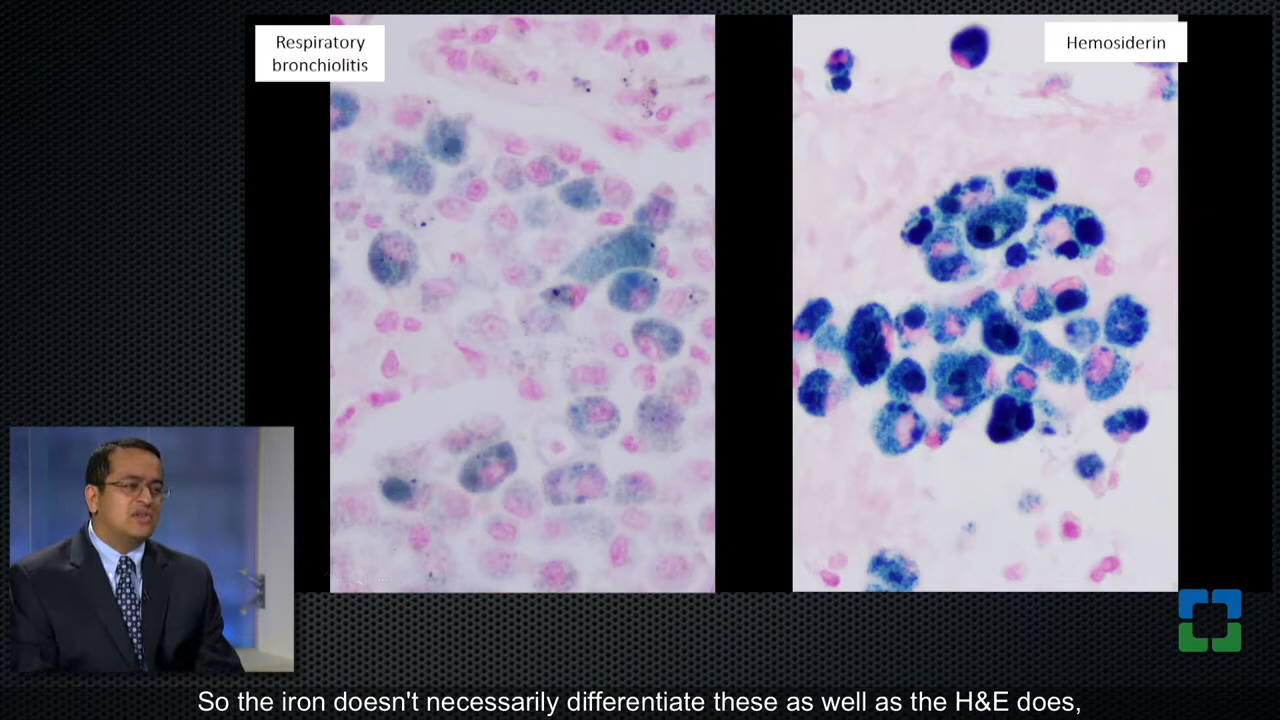 Respiratory
bronchiolitis
Hemosiderin
So the iron doesn't necessarily differentiate these as well as the H&E does,